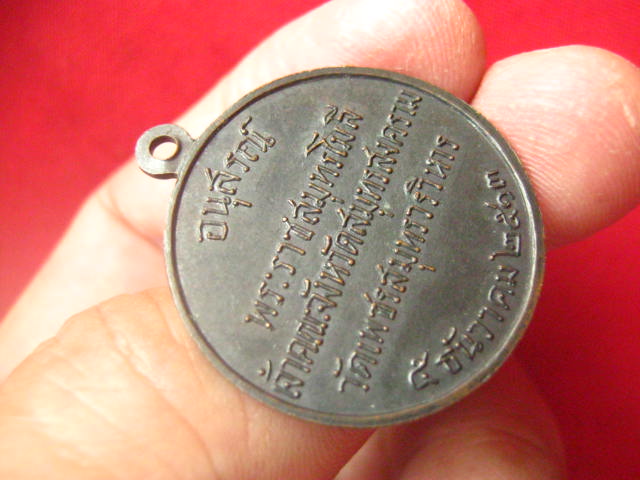 อนุสรณ์
พระราชสมุทรเมธี
เจ้าคณะจังหวัดสมุทรสงคราม
วัดเพชรสมุทรวรวิหาร
๕ ธันวาคม ๒๕๑๓